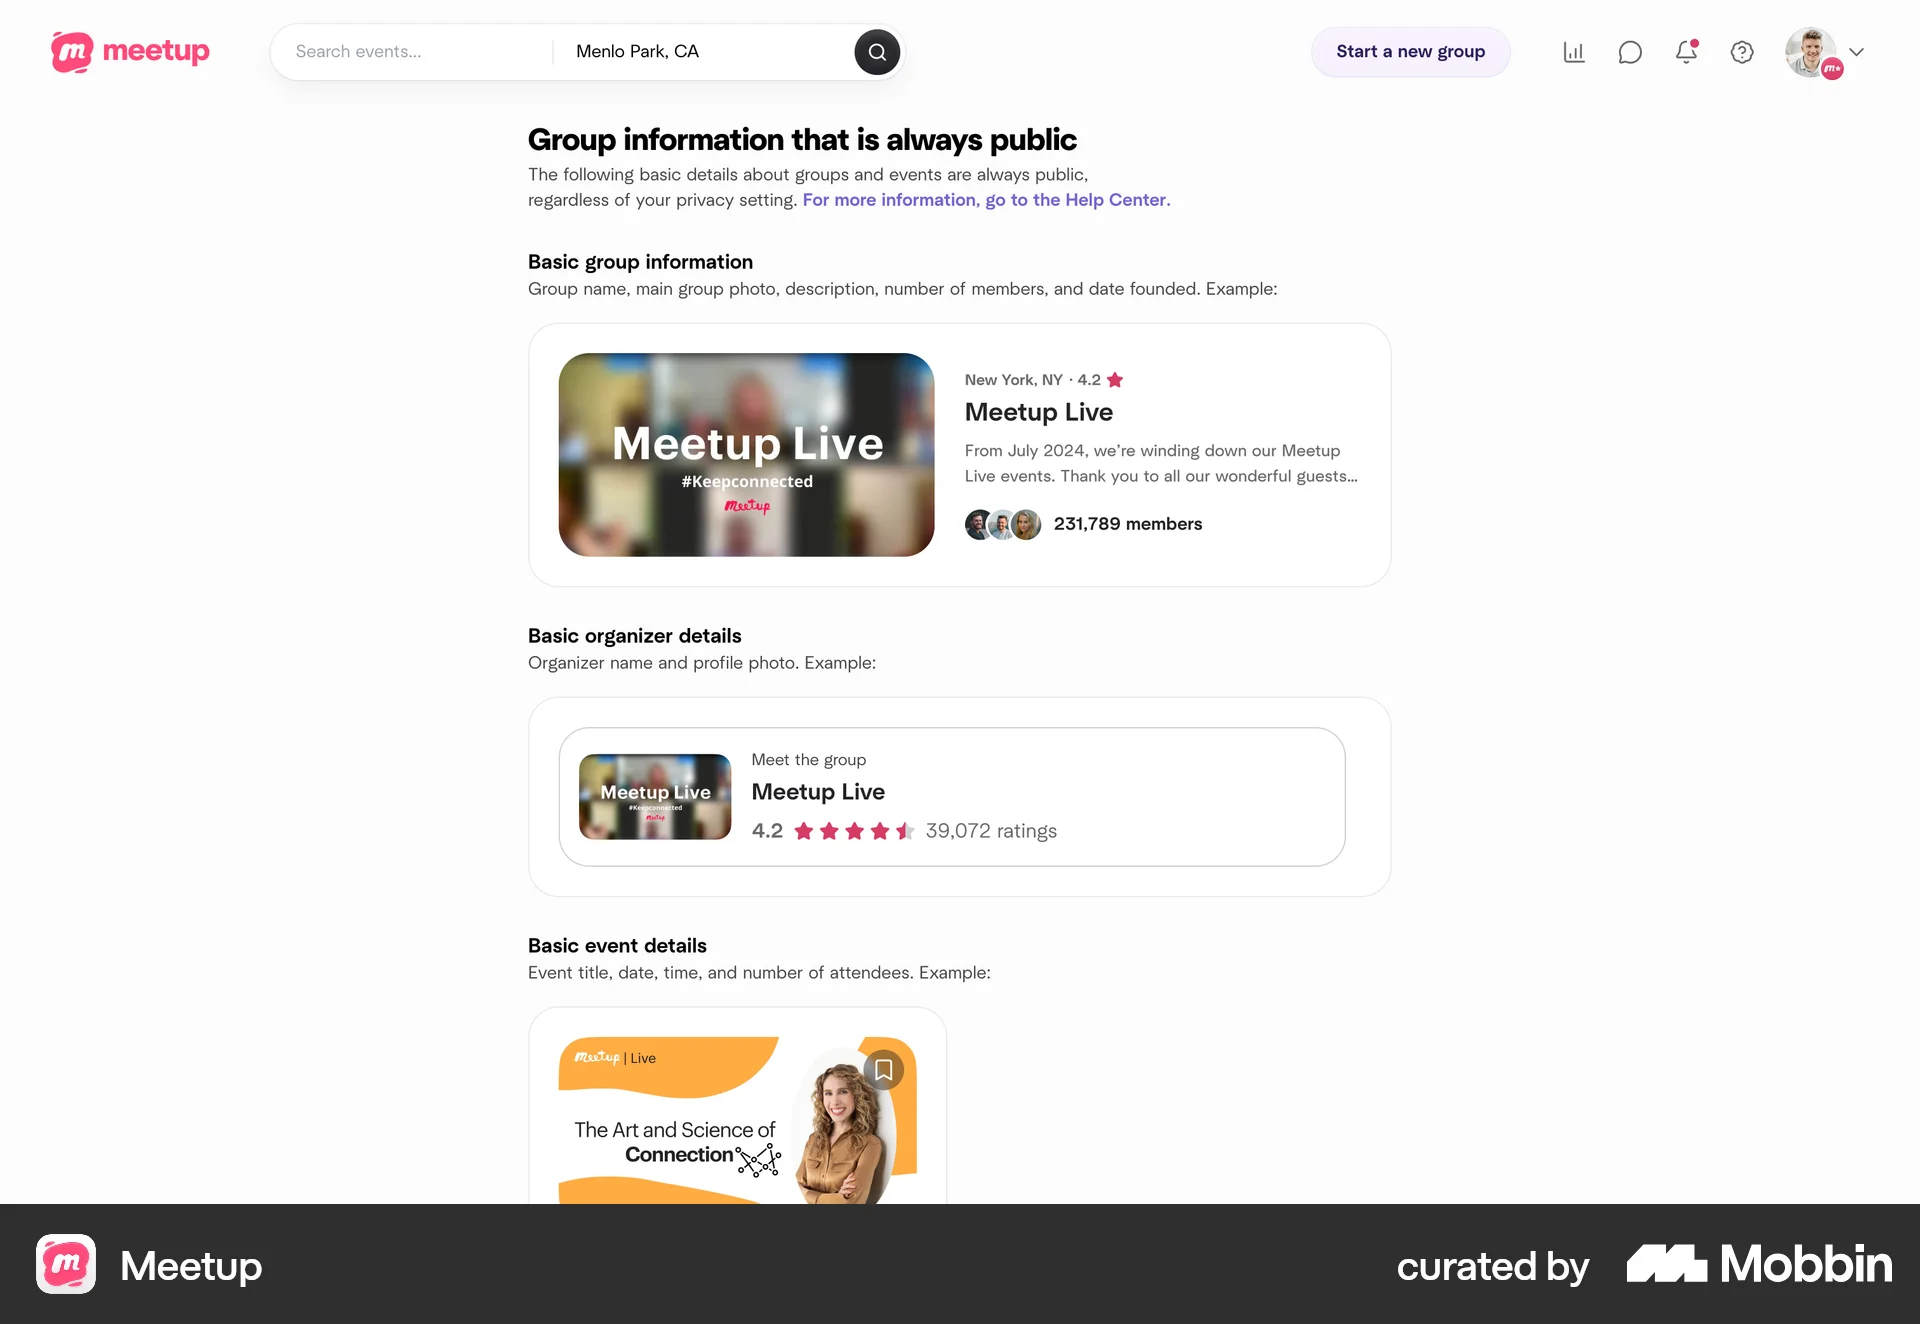 meetup
Search events...
Menlo Park, CA
Start a new group
Group information that is always public
The following basic details about groups and events are always public,
regardless of your privacy setting. For more information, go to the Help Center.
Basic group information
Group name, main group photo, description, number of members, and date founded. Example:
Meetup Live
#Keepconnected
meetup
New York, NY · 4.2
Meetup Live
From July 2024, we’re winding down our Meetup
Live events. Thank you to all our wonderful guests...
231,789 members
Basic organizer details
Organizer name and profile photo. Example:
Meetup Live
#Keepconnected
meetup
Meet the group
Meetup Live
4.2 39,072 ratings
Basic event details
Event title, date, time, and number of attendees. Example:
meetup | Live
The Art and Science of
Connection
Meetup
curated by Mobbin